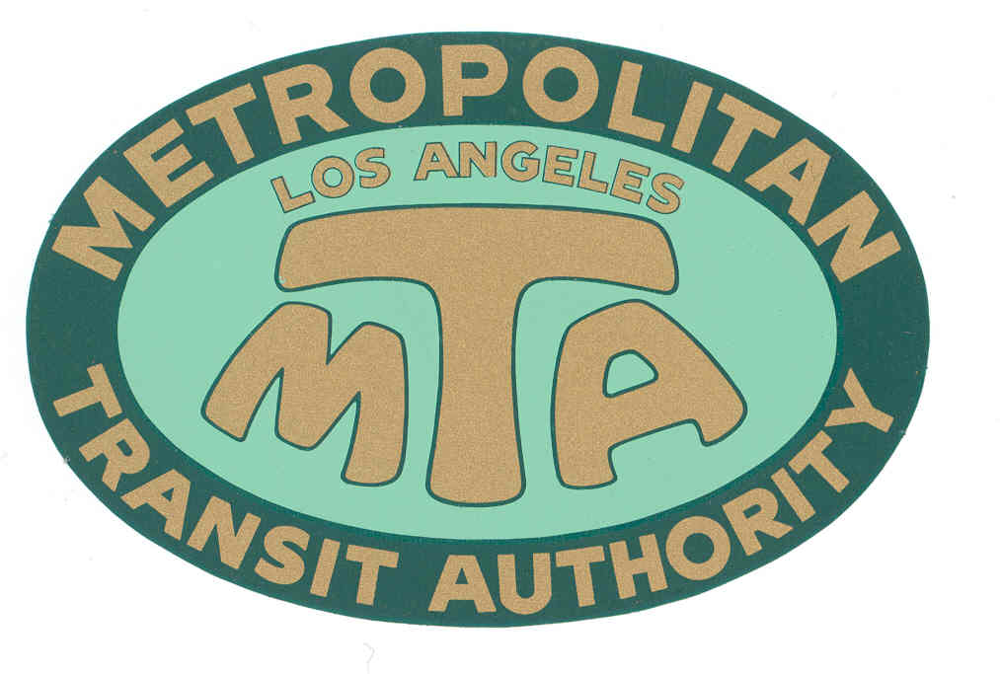 METROPOLITAN
LOS ANGELES
MTA
TRANSIT AUTHORITY